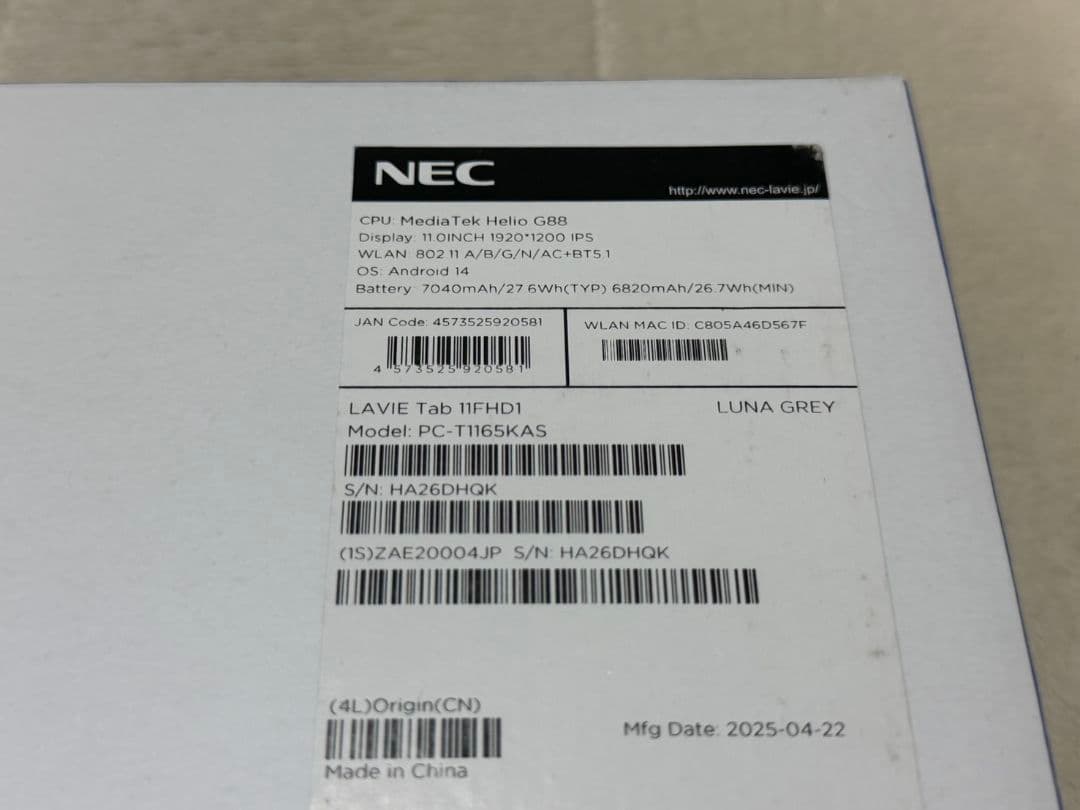 NEC
http://www.nec-lavie.jp/
CPU: MediaTek Helio G88
Display: 11.0INCH 1920*1200 IPS
WLAN: 802 11 A/B/G/N/AC+BT5.1
OS: Android 14
Battery: 7040mAh/27.6Wh(TYP) 6820mAh/26.7Wh(MIN)
JAN Code: 4573525920581
4 573525 920581
WLAN MAC ID: C805A46D567F
LAVIE Tab 11FHD1
LUNA GREY
Model: PC-T1165KAS
S/N: HA26DHQK
(1S)ZAE20004JP S/N: HA26DHQK
(4L)Origin(CN)
Made in China
Mfg Date: 2025-04-22